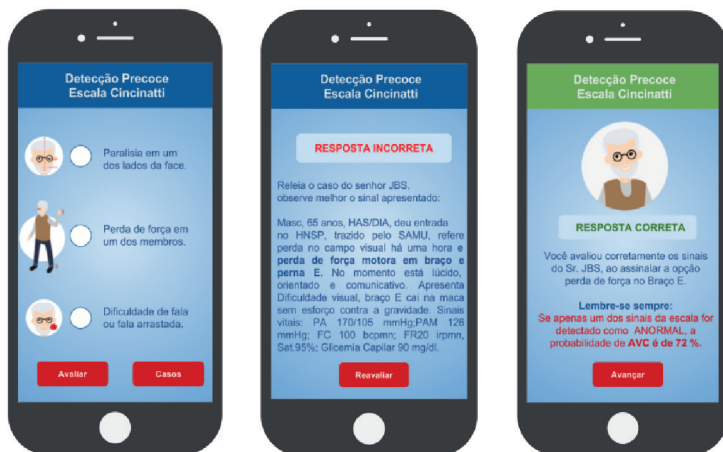 Detecção Precoce
Escala Cincinatti
Paralisia em um
dos lados da face.
Perda de força em
um dos membros.
Dificuldade de fala
ou fala arrastada.
Avaliar
Casos
Detecção Precoce
Escala Cincinatti
RESPOSTA INCORRETA
Releia o caso do senhor JBS,
observe melhor o sinal apresentado:
Masc, 65 anos, HAS/DIA, deu entrada
no HNSP, trazido pelo SAMU, refere
perda no campo visual há uma hora e
perda de força motora em braço e
perna E. No momento está lúcido,
orientado e comunicativo. Apresenta
Dificuldade visual, braço E cai na maca
sem esforço contra a gravidade. Sinais
vitais: PA 170/105 mmHg;PAM 126
mmHg; FC 100 bcpmn; FR20 irpmn,
Sat.95%; Glicemia Capilar 90 mg/dl.
Reavaliar
Detecção Precoce
Escala Cincinatti
RESPOSTA CORRETA
Você avaliou corretamente os sinais
do Sr. JBS, ao assinalar a opção
perda de força no Braço E.
Lembre-se sempre:
Se apenas um dos sinais da escala for
detectado como ANORMAL, a
probabilidade de AVC é de 72 %.
Avançar